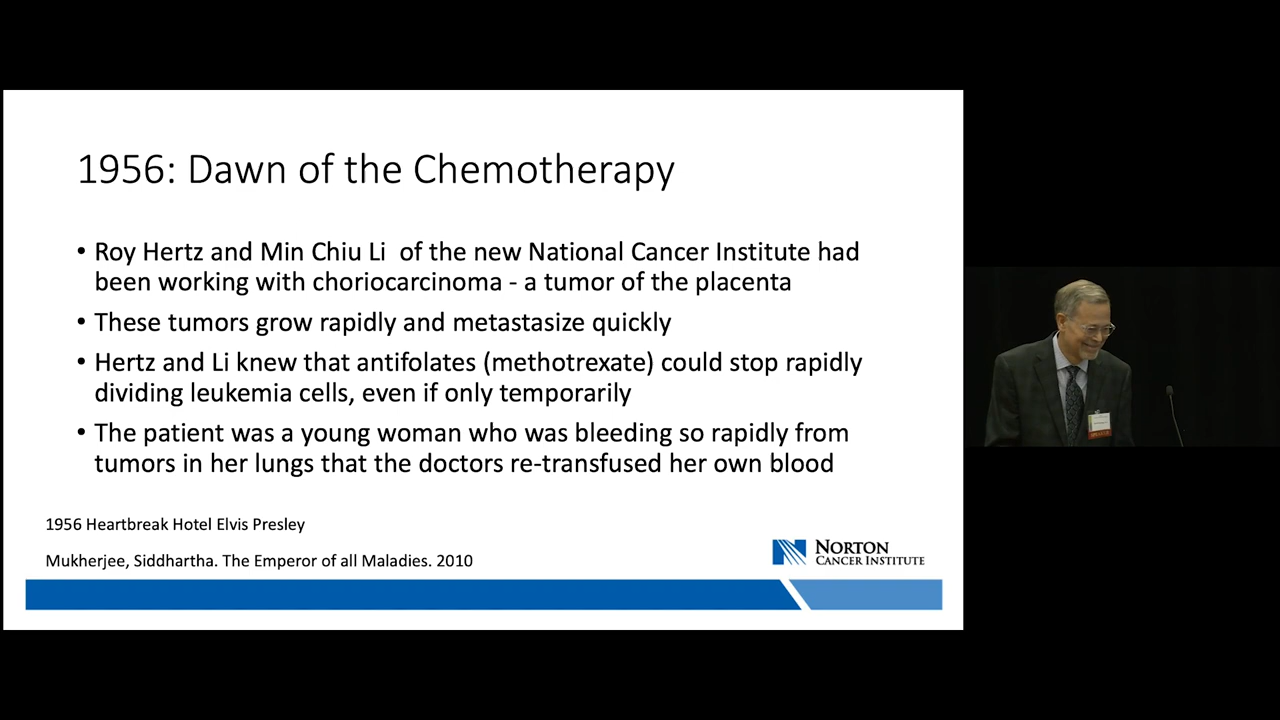 1956: Dawn of the Chemotherapy
• Roy Hertz and Min Chiu Li  of the new National Cancer Institute had
been working with choriocarcinoma - a tumor of the placenta
• These tumors grow rapidly and metastasize quickly
• Hertz and Li knew that antifolates (methotrexate) could stop rapidly
dividing leukemia cells, even if only temporarily
• The patient was a young woman who was bleeding so rapidly from
tumors in her lungs that the doctors re-transfused her own blood
1956 Heartbreak Hotel Elvis Presley
Mukherjee, Siddhartha. The Emperor of all Maladies. 2010
NORTON
CANCER INSTITUTE